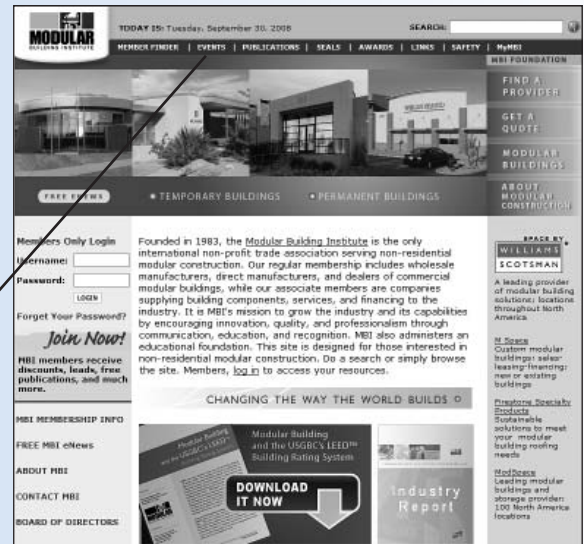 MODULAR
BUILDING INSTITUTE
TODAY IS: Tuesday, September 30, 2008
SEARCH:
MEMBER FINDER | EVENTS | PUBLICATIONS | SEALS | AWARDS | LINKS | SAFETY | MyMBI
MBI FOUNDATION
FIND A
PROVIDER
GET A
QUOTE
MODULAR
BUILDINGS
ABOUT
MODULAR
CONSTRUCTION
FREE ENEWS
TEMPORARY BUILDINGS
PERMANENT BUILDINGS
Members Only Login
Username:
Password:
LOGIN
Forget Your Password?
Join Now!
MBI members receive
discounts, leads, free
publications, and much
more.
MBI MEMBERSHIP INFO
FREE MBI eNews
ABOUT MBI
CONTACT MBI
BOARD OF DIRECTORS
Founded in 1983, the Modular Building Institute is the only
international non-profit trade association serving non-residential
modular construction. Our regular membership includes wholesale
manufacturers, direct manufacturers, and dealers of commercial
modular buildings, while our associate members are companies
supplying building components, services, and financing to the
industry. It is MBI's mission to grow the industry and its capabilities
by encouraging innovation, quality, and professionalism through
communication, education, and recognition. MBI also administers an
educational foundation. This site is designed for those interested in
non-residential modular construction. Do a search or simply browse
the site. Members, log in to access your resources.
CHANGING THE WAY THE WORLD BUILDS
Modular Building
and the USGBC's LEED™
Building Rating System
Modular Building
and the USGBC's LEED™
Building Rating System
DOWNLOAD
IT NOW
Industry
Report
SPACE BY
WILLIAMS
SCOTSMAN
A leading provider
of modular building
solutions; locations
throughout North
America.
M Space
Custom modular
buildings: sales-
leasing-financing:
new or existing
buildings
Firestone Specialty
Products
Sustainable
solutions to meet
your modular
building roofing
needs
ModSpace
Leading modular
buildings and
storage provider:
100 North America
locations